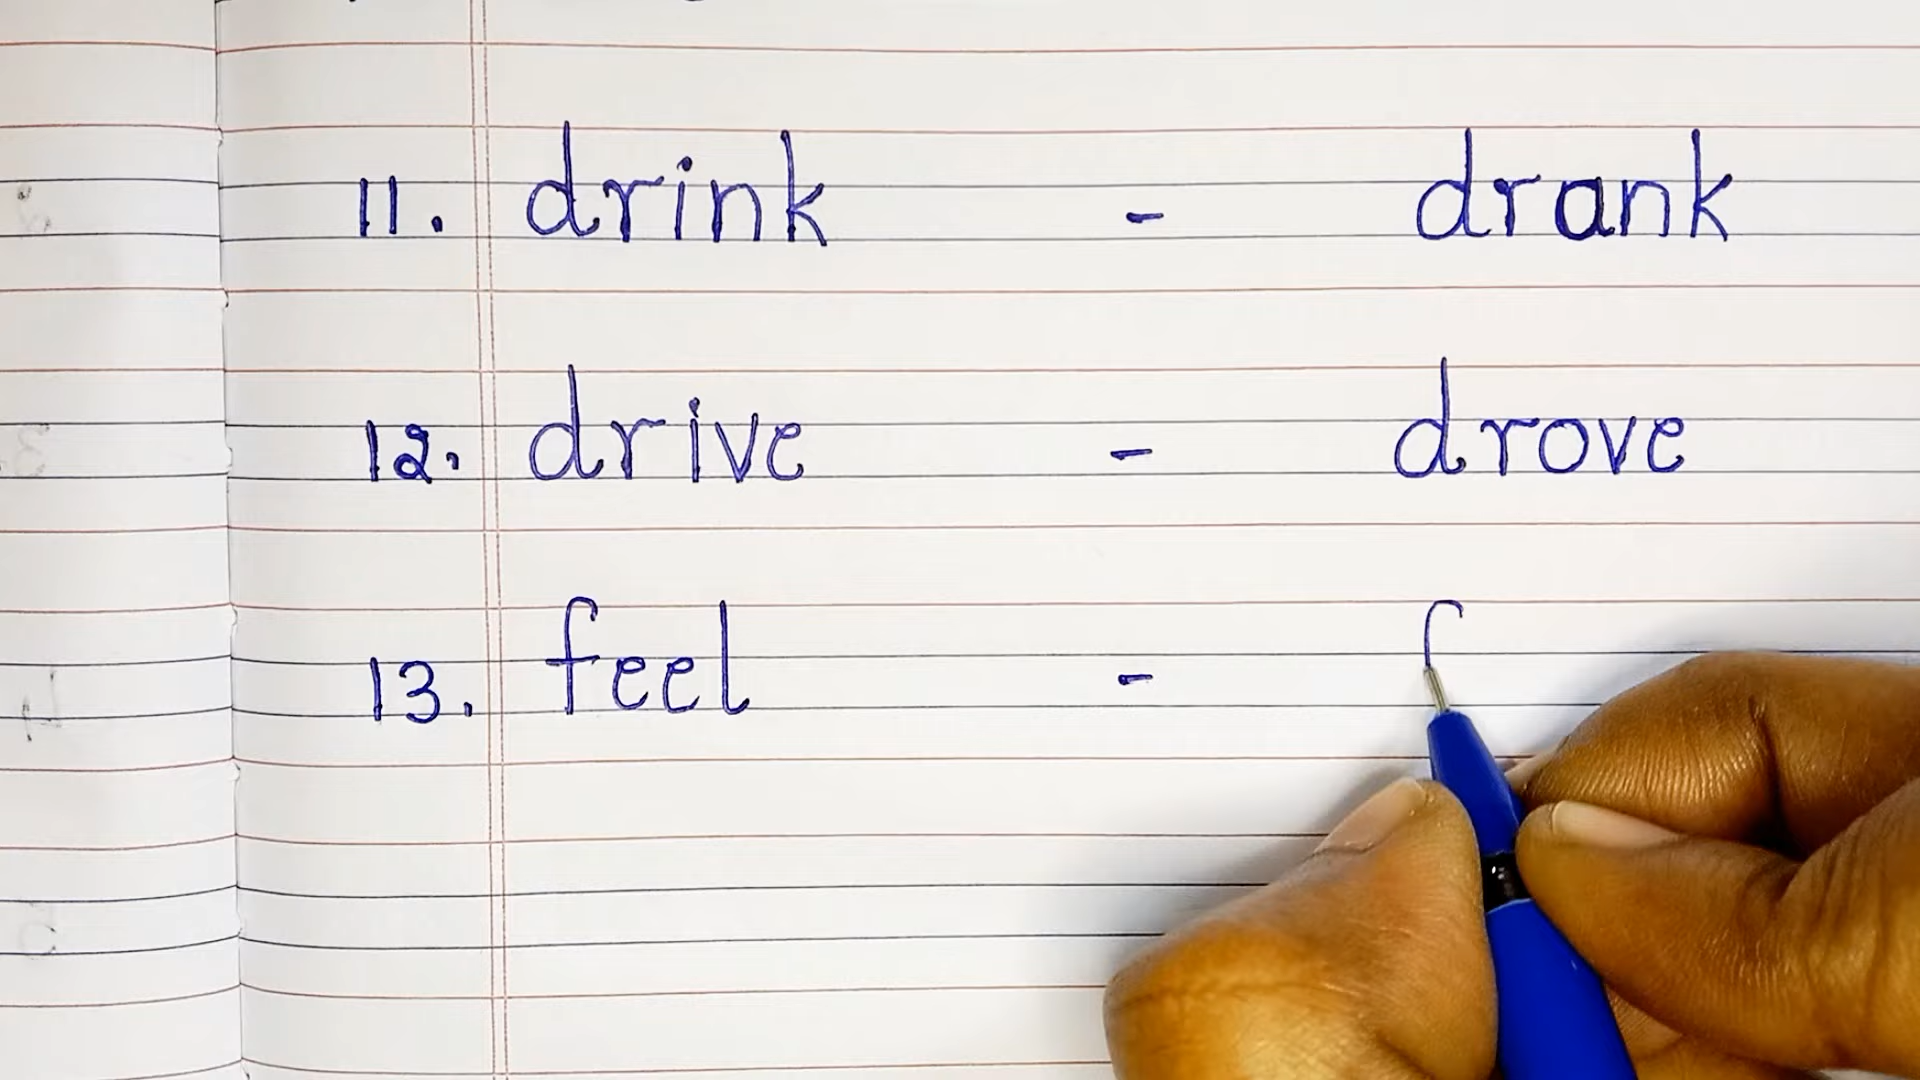 11. drink - drank
12. drive - drove
13. feel -